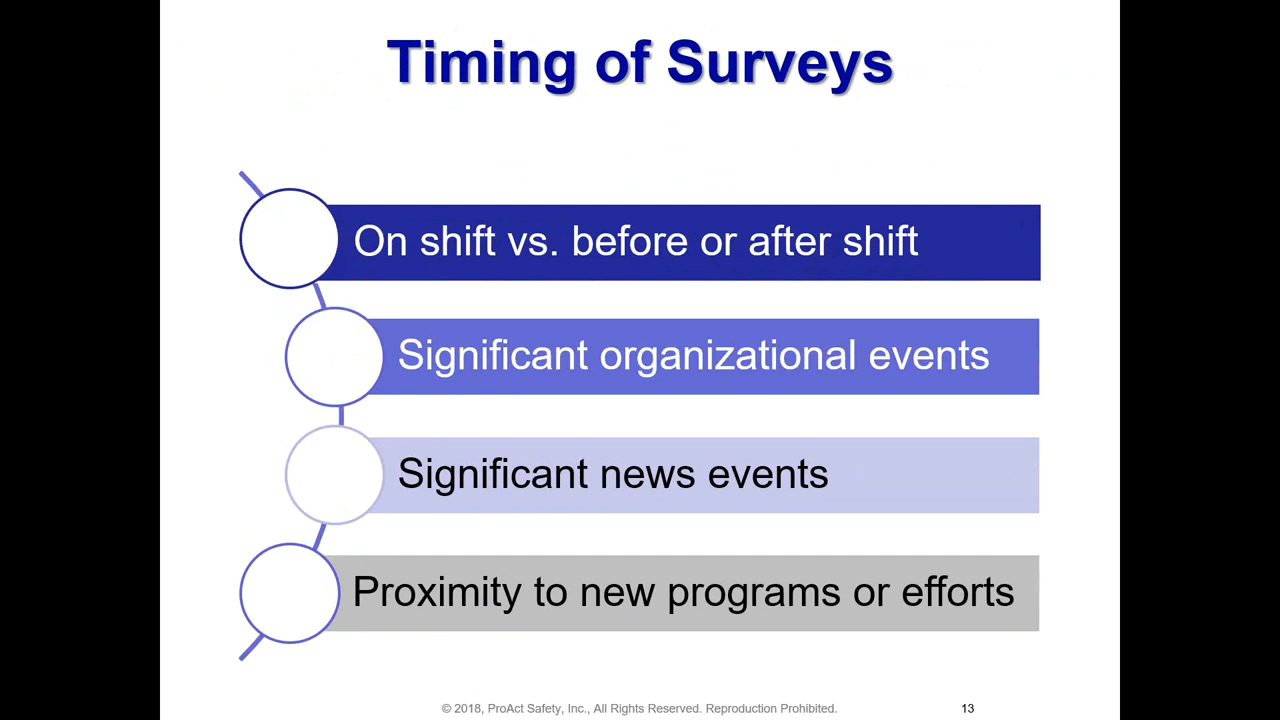 Timing of Surveys
On shift vs. before or after shift
Significant organizational events
Significant news events
Proximity to new programs or efforts
© 2018, ProAct Safety, Inc., All Rights Reserved. Reproduction Prohibited.
13